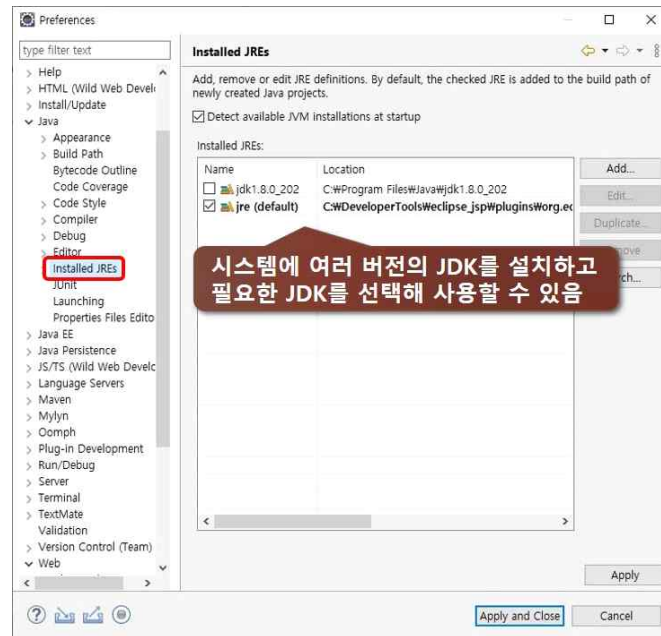 Preferences
type filter text
Installed JREs
> Help
> HTML (Wild Web Develo
> Install/Update
Java
> Appearance
> Build Path
Bytecode Outline
Code Coverage
> Code Style
> Compiler
> Debug
> Editor
Installed JREs
JUnit
Launching
Properties Files Edito
> Java EE
> Java Persistence
> JS/TS (Wild Web Develc
> Language Servers
> Maven
> Mylyn
> Oomph
> Plug-in Development
> Run/Debug
> Server
> Terminal
> TextMate
Validation
> Version Control (Team)
Web
Add, remove or edit JRE definitions. By default, the checked JRE is added to the build path of
newly created Java projects.
Detect available JVM installations at startup
Installed JREs:
Name Location
jdk1.8.0_202 C:₩Program Files₩Java₩jdk1.8.0_202
jre (default) C:₩DeveloperTools₩eclipse_jsp₩plugins₩org.ec
Add...
Edit...
Duplicate...
시스템에 여러 버전의 JDK를 설치하고
필요한 JDK를 선택해 사용할 수 있음
move
rch...
Apply
Apply and Close Cancel